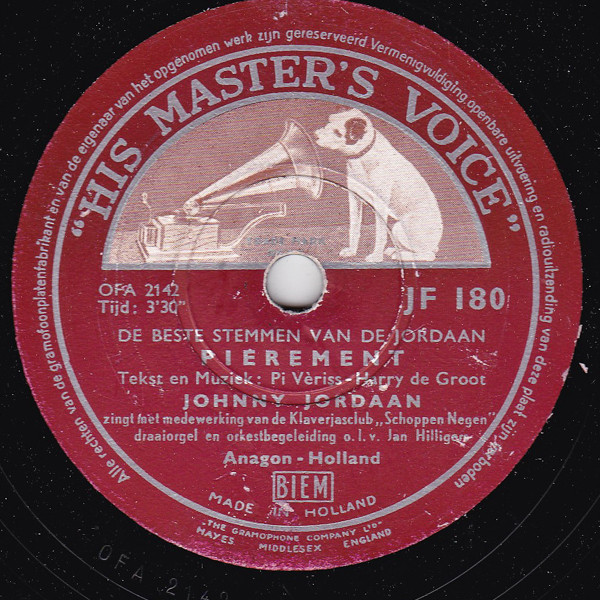 Alle rechten van de gramofoonplatenfabrikant en van de eigenaar van het opgenomen werk zijn gereserveerd Vermenigvuldiging openbare uitvoering en radiouitzending van deze plaat zijn verboden
"HIS MASTER'S VOICE"
OFA 2142
Tijd: 3'30"
JF 180
DE BESTE STEMMEN VAN DE JORDAAN
PIEREMENT
Tekst en Muziek: Pi Vèriss - Harry de Groot
JOHNNY JORDAAN
zingt met medewerking van de Klaverjasclub „Schoppen Negen"
draaiorgel en orkestbegeleiding o.l.v. Jan Hilligers
Anagon - Holland
BIEM
MADE IN HOLLAND
"THE GRAMOPHONE COMPANY LTD"
HAYES MIDDLESEX ENGLAND
OFA 2142